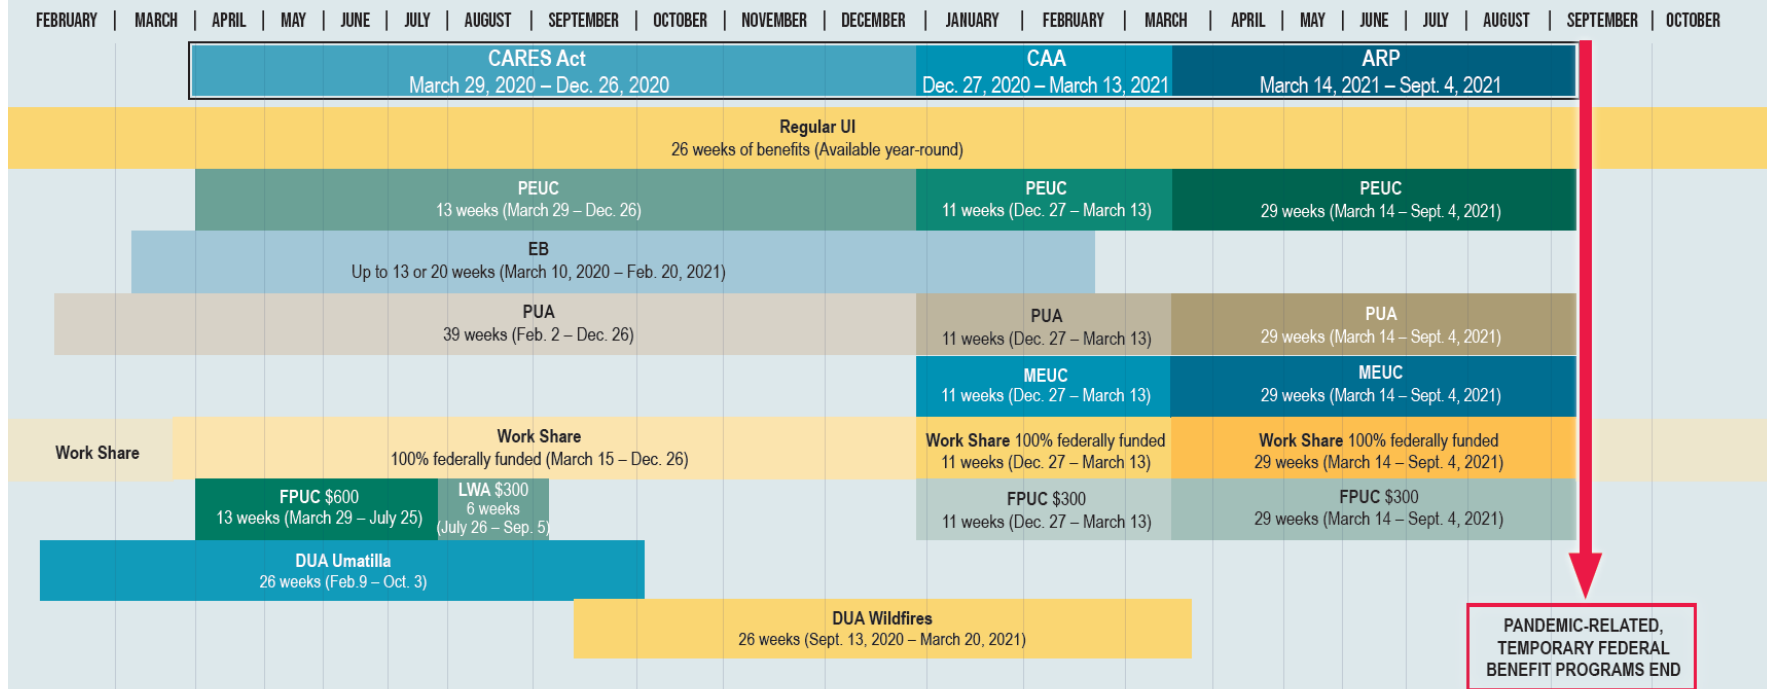 FEBRUARY | MARCH | APRIL | MAY | JUNE | JULY | AUGUST | SEPTEMBER | OCTOBER | NOVEMBER | DECEMBER | JANUARY | FEBRUARY | MARCH | APRIL | MAY | JUNE | JULY | AUGUST | SEPTEMBER | OCTOBER
CARES Act
March 29, 2020 – Dec. 26, 2020
CAA
Dec. 27, 2020 – March 13, 2021
ARP
March 14, 2021 – Sept. 4, 2021
Regular UI
26 weeks of benefits (Available year-round)
PEUC
13 weeks (March 29 – Dec. 26)
PEUC
11 weeks (Dec. 27 – March 13)
PEUC
29 weeks (March 14 – Sept. 4, 2021)
EB
Up to 13 or 20 weeks (March 10, 2020 – Feb. 20, 2021)
PUA
39 weeks (Feb. 2 – Dec. 26)
PUA
11 weeks (Dec. 27 – March 13)
PUA
29 weeks (March 14 – Sept. 4, 2021)
MEUC
11 weeks (Dec. 27 – March 13)
MEUC
29 weeks (March 14 – Sept. 4, 2021)
Work Share
Work Share
100% federally funded (March 15 – Dec. 26)
Work Share 100% federally funded
11 weeks (Dec. 27 – March 13)
Work Share 100% federally funded
29 weeks (March 14 – Sept. 4, 2021)
FPUC $600
13 weeks (March 29 – July 25)
LWA $300
6 weeks
(July 26 – Sep. 5)
FPUC $300
11 weeks (Dec. 27 – March 13)
FPUC $300
29 weeks (March 14 – Sept. 4, 2021)
DUA Umatilla
26 weeks (Feb.9 – Oct. 3)
DUA Wildfires
26 weeks (Sept. 13, 2020 – March 20, 2021)
PANDEMIC-RELATED,
TEMPORARY FEDERAL
BENEFIT PROGRAMS END